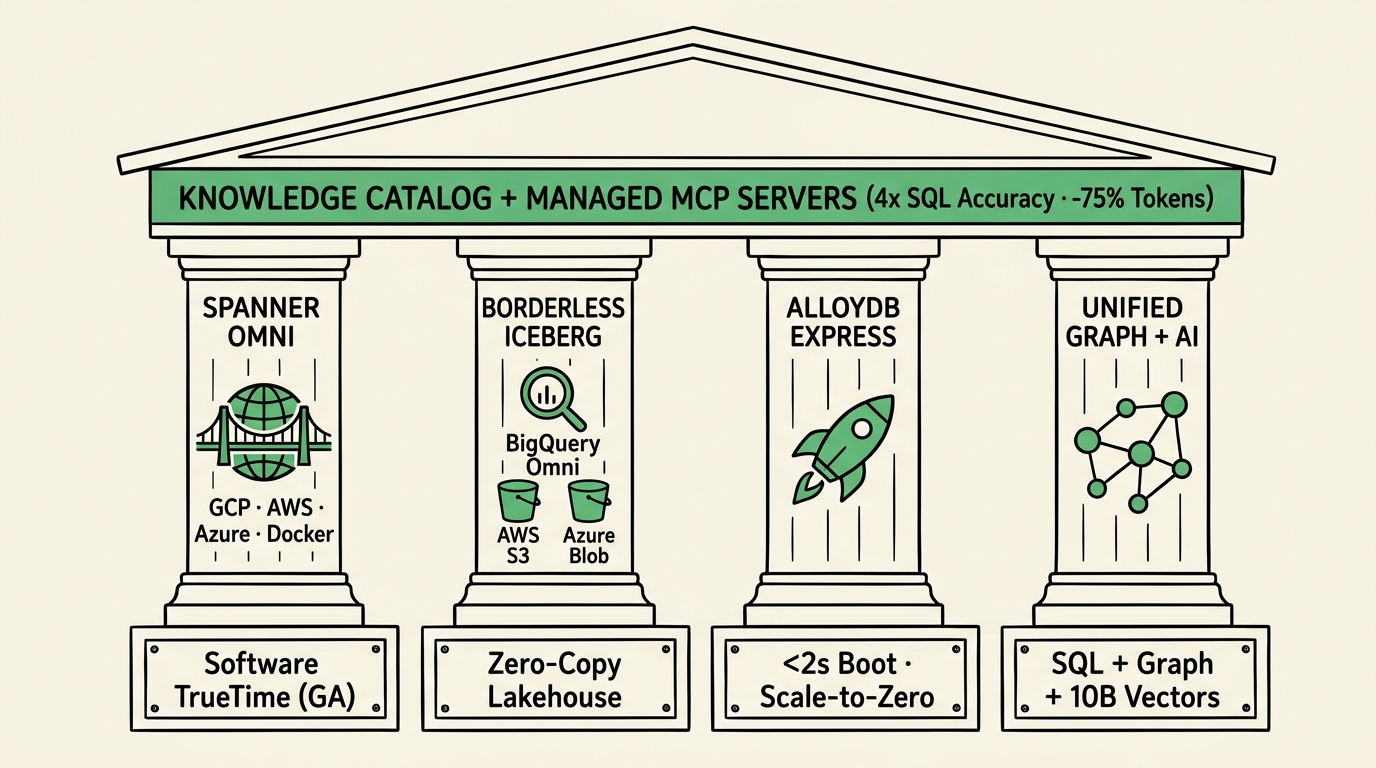 KNOWLEDGE CATALOG + MANAGED MCP SERVERS (4x SQL Accuracy · -75% Tokens)
SPANNER
OMNI
GCP · AWS ·
Azure · Docker
Software
TrueTime (GA)
BORDERLESS
ICEBERG
BigQuery
Omni
AWS
S3
Azure
Blob
Zero-Copy
Lakehouse
ALLOYDB
EXPRESS
<2s Boot ·
Scale-to-Zero
UNIFIED
GRAPH + AI
SQL + Graph
+ 10B Vectors